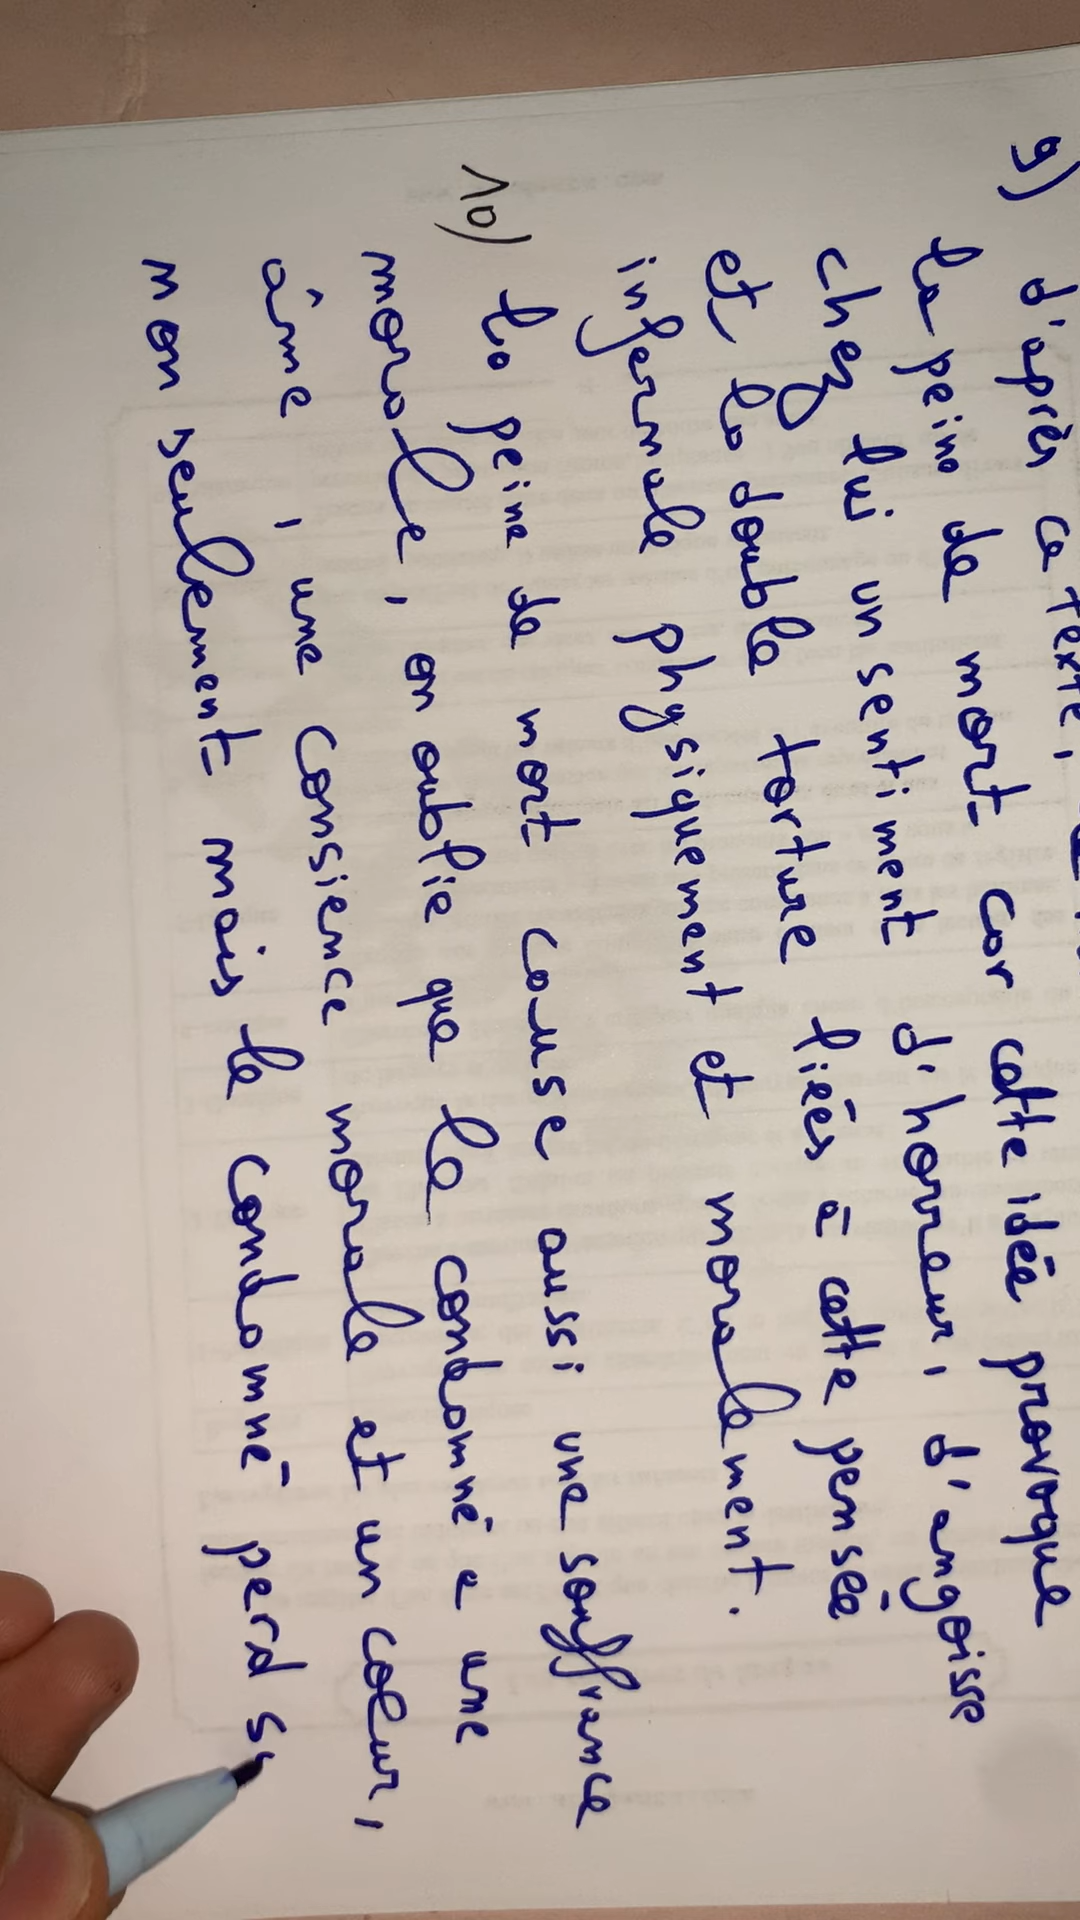 9) d'après ce texte,
la peine de mort car cette idée provoque
chez lui un sentiment d'horreur, d'angoisse
et la double torture liées à cette pensée
infernale physiquement et moralement.
10) la peine de mort cause aussi une souffrance
morale, on oublie que le condamné a une
âme, une consience morale et un cœur,
non seulement mais le condamné perd s